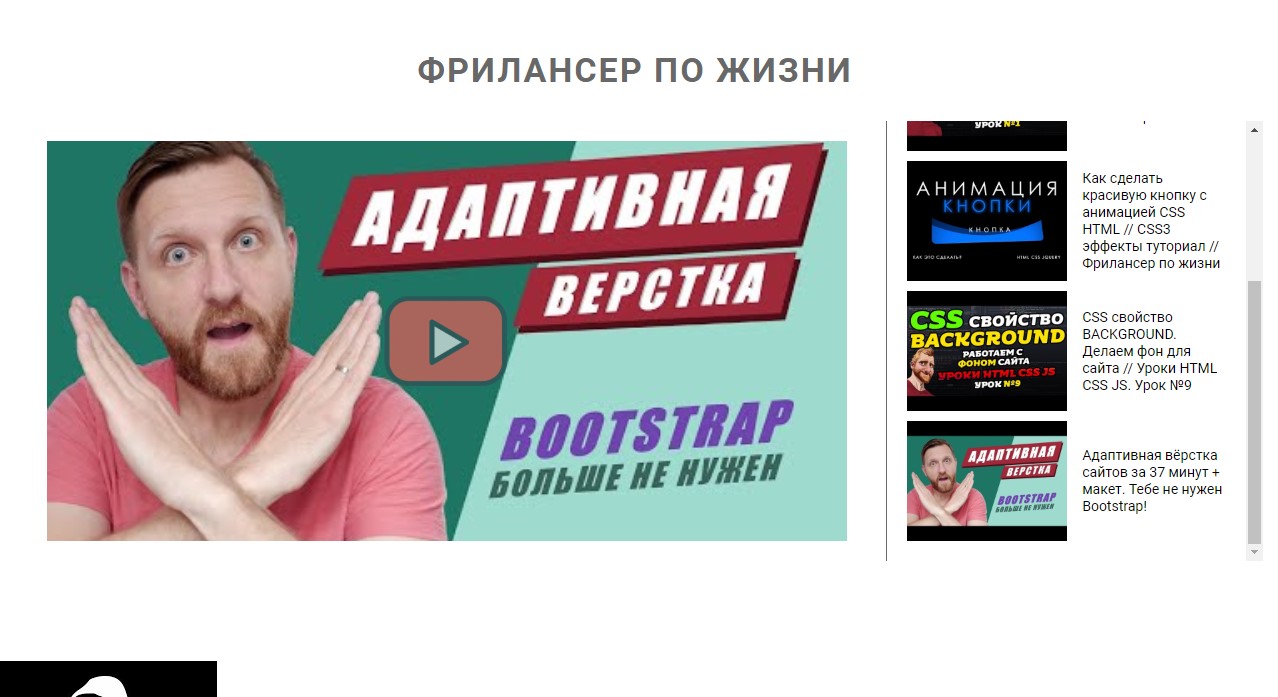 ФРИЛАНСЕР ПО ЖИЗНИ
АДАПТИВНАЯ
ВЕРСТКА
BOOTSTRAP
БОЛЬШЕ НЕ НУЖЕН
УРОК №1
АНИМАЦИЯ
КНОПКИ
КНОПКА
КАК ЭТО СДЕЛАТЬ?
HTML CSS JQUERY
Как сделать
красивую кнопку с
анимацией CSS
HTML // CSS3
эффекты туториал //
Фрилансер по жизни
CSS СВОЙСТВО
BACKGROUND
РАБОТАЕМ С
ФОНОМ САЙТА
УРОКИ HTML CSS JS
УРОК №9
CSS свойство
BACKGROUND.
Делаем фон для
сайта // Уроки HTML
CSS JS. Урок №9
АДАПТИВНАЯ
ВЕРСТКА
BOOTSTRAP
БОЛЬШЕ НЕ НУЖЕН
Адаптивная вёрстка
сайтов за 37 минут +
макет. Тебе не нужен
Bootstrap!